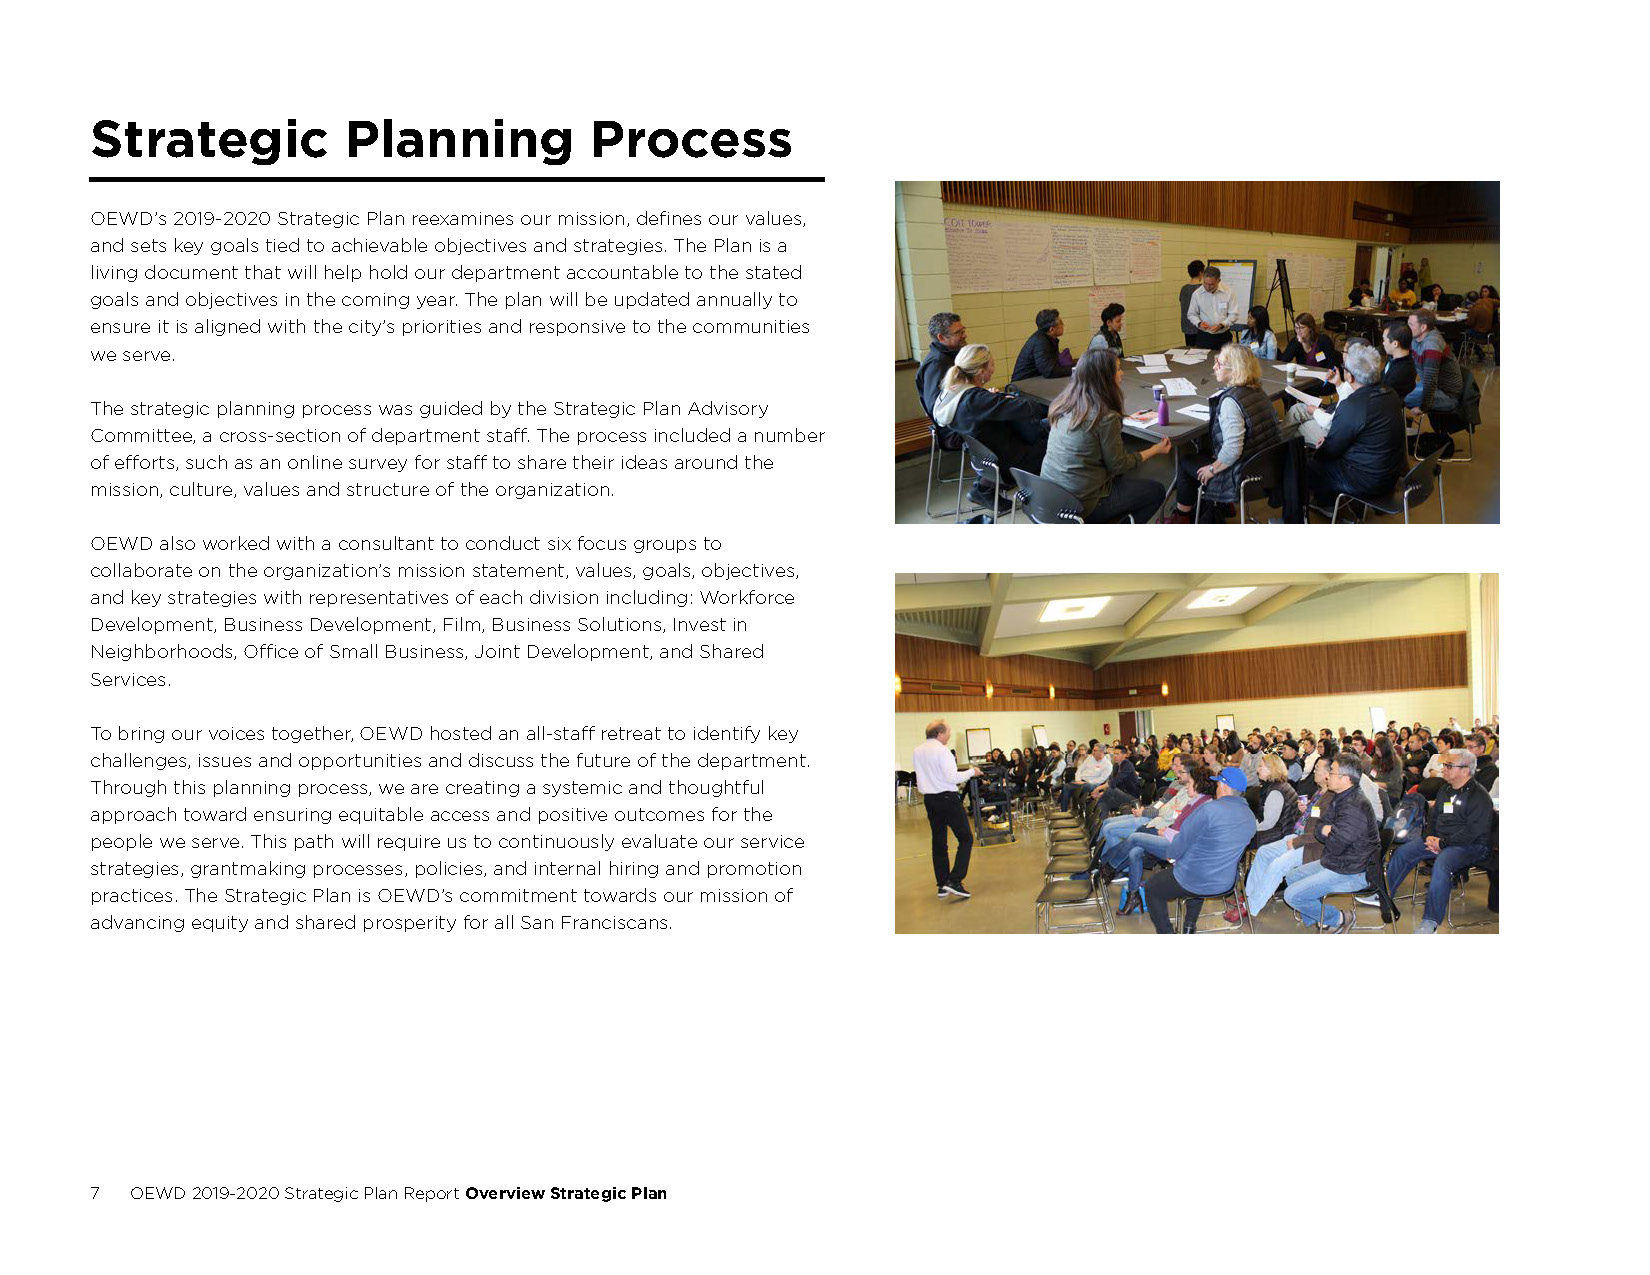 Strategic Planning Process
OEWD’s 2019-2020 Strategic Plan reexamines our mission, defines our values,
and sets key goals tied to achievable objectives and strategies. The Plan is a
living document that will help hold our department accountable to the stated
goals and objectives in the coming year. The plan will be updated annually to
ensure it is aligned with the city’s priorities and responsive to the communities
we serve.
The strategic planning process was guided by the Strategic Plan Advisory
Committee, a cross-section of department staff. The process included a number
of efforts, such as an online survey for staff to share their ideas around the
mission, culture, values and structure of the organization.
OEWD also worked with a consultant to conduct six focus groups to
collaborate on the organization’s mission statement, values, goals, objectives,
and key strategies with representatives of each division including: Workforce
Development, Business Development, Film, Business Solutions, Invest in
Neighborhoods, Office of Small Business, Joint Development, and Shared
Services.
To bring our voices together, OEWD hosted an all-staff retreat to identify key
challenges, issues and opportunities and discuss the future of the department.
Through this planning process, we are creating a systemic and thoughtful
approach toward ensuring equitable access and positive outcomes for the
people we serve. This path will require us to continuously evaluate our service
strategies, grantmaking processes, policies, and internal hiring and promotion
practices. The Strategic Plan is OEWD’s commitment towards our mission of
advancing equity and shared prosperity for all San Franciscans.
COIT TOWER
7 OEWD 2019-2020 Strategic Plan Report Overview Strategic Plan